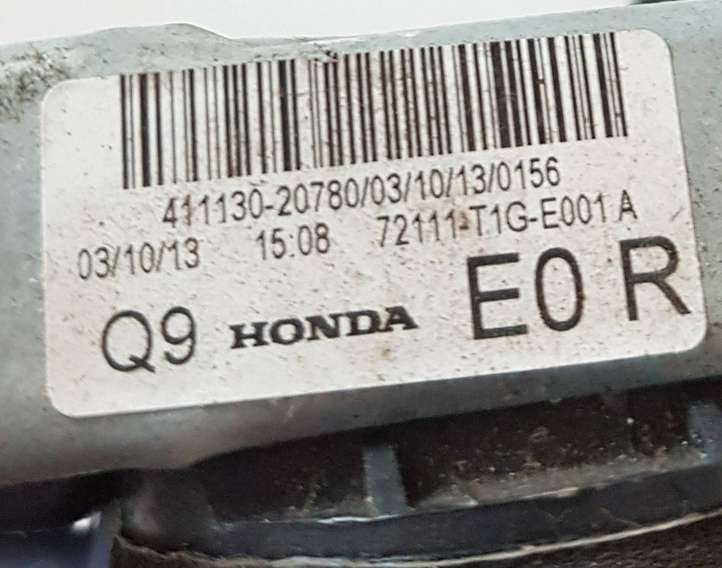 411130-20780/03/10/13/0156
03/10/13 15:08 72111-T1G-E001 A
Q9 HONDA E0 R